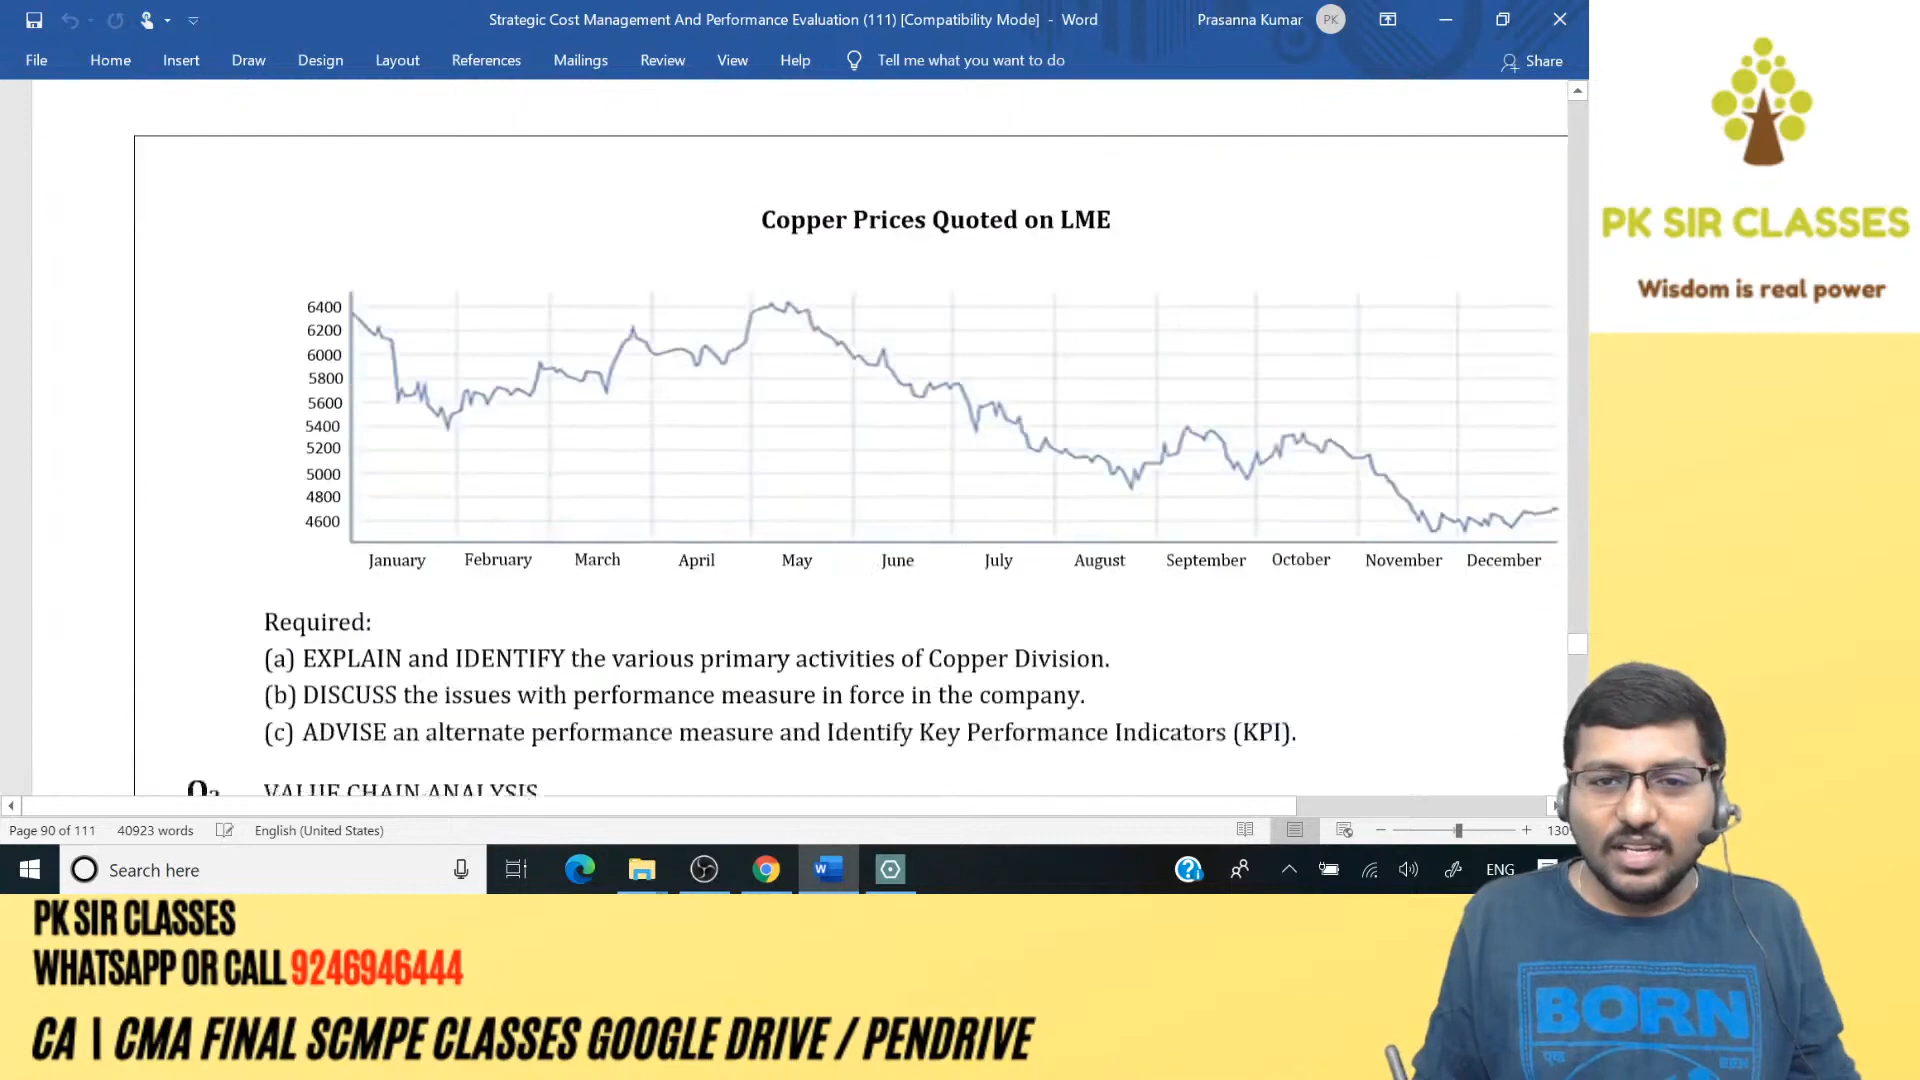 Strategic Cost Management And Performance Evaluation (111) [Compatibility Mode] - Word
Prasanna Kumar
PK
File Home Insert Draw Design Layout References Mailings Review View Help Tell me what you want to do
Share
PK SIR CLASSES
Wisdom is real power
Copper Prices Quoted on LME
6400
6200
6000
5800
5600
5400
5200
5000
4800
4600
January February March April May June July August September October November December
Required:
(a) EXPLAIN and IDENTIFY the various primary activities of Copper Division.
(b) DISCUSS the issues with performance measure in force in the company.
(c) ADVISE an alternate performance measure and Identify Key Performance Indicators (KPI).
VALUE CHAIN ANALYSIS
Page 90 of 111 40923 words English (United States)
130
Search here
ENG
PK SIR CLASSES
WHATSAPP OR CALL 9246946444
CA \ CMA FINAL SCMPE CLASSES GOOGLE DRIVE / PENDRIVE
BORN